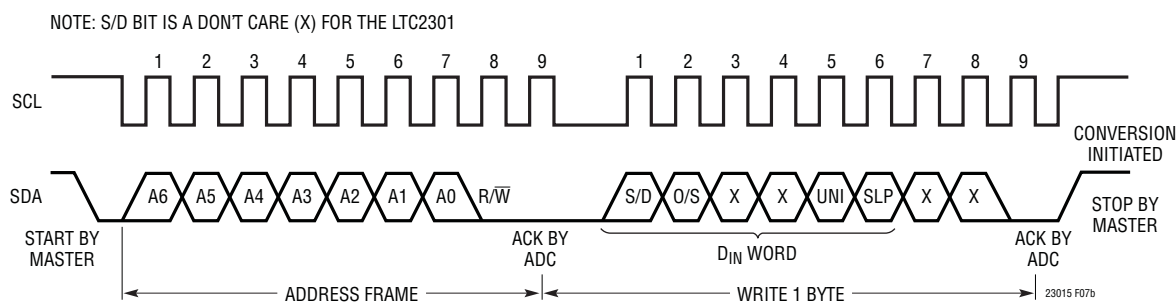 NOTE: S/D BIT IS A DON'T CARE (X) FOR THE LTC2301
1 2 3 4 5 6 7 8 9 1 2 3 4 5 6 7 8 9
SCL
CONVERSION
INITIATED
SDA A6 A5 A4 A3 A2 A1 A0 R/W̅ S/D O/S X X UNI SLP X X
START BY
MASTER
ACK BY
ADC
DIN WORD
ACK BY
ADC
STOP BY
MASTER
ADDRESS FRAME WRITE 1 BYTE
23015 F07b